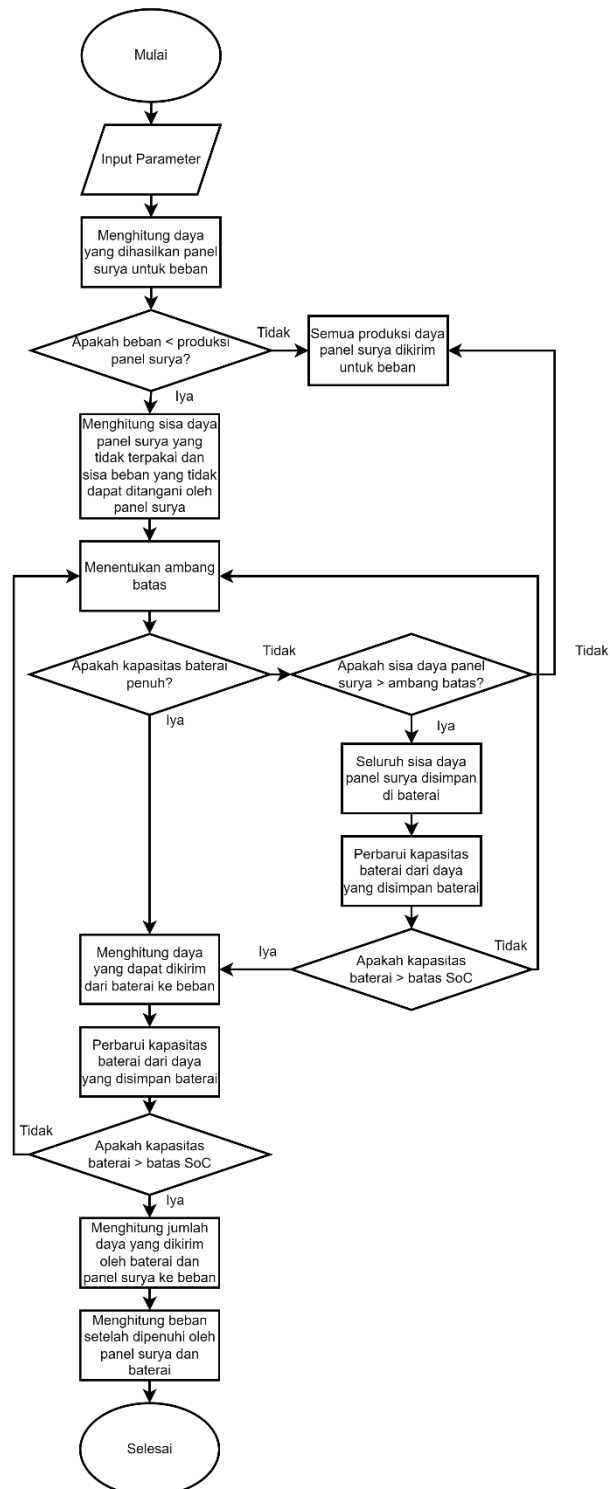 Mulai
Input Parameter
Menghitung daya
yang dihasilkan panel
surya untuk beban
Apakah beban < produksi
panel surya?
Tidak
Semua produksi daya
panel surya dikirim
untuk beban
Iya
Menghitung sisa daya
panel surya yang
tidak terpakai dan
sisa beban yang tidak
dapat ditangani oleh
panel surya
Menentukan ambang
batas
Apakah kapasitas baterai
penuh?
Tidak
Apakah sisa daya panel
surya > ambang batas?
Tidak
Iya
Iya
Seluruh sisa daya
panel surya disimpan
di baterai
Perbarui kapasitas
baterai dari daya
yang disimpan baterai
Apakah kapasitas
baterai > batas SoC
Tidak
Iya
Menghitung daya
yang dapat dikirim
dari baterai ke beban
Perbarui kapasitas
baterai dari daya
yang disimpan baterai
Tidak
Apakah kapasitas
baterai > batas SoC
Iya
Menghitung jumlah
daya yang dikirim
oleh baterai dan
panel surya ke beban
Menghitung beban
setelah dipenuhi oleh
panel surya dan
baterai
Selesai